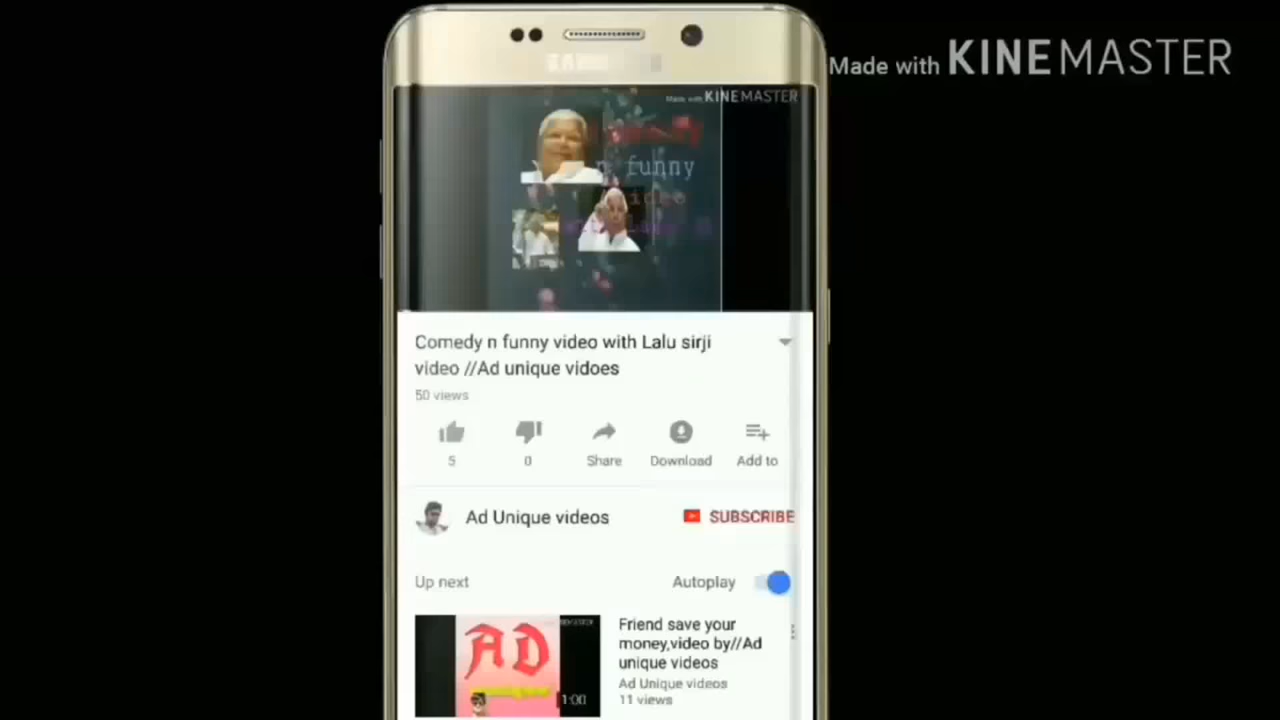 Made with KINEMASTER
SAMSUNG
Made with KINEMASTER
n funny
Comedy n funny video with Lalu sirji
video //Ad unique vidoes
50 views
5
0
Share
Download
Add to
Ad Unique videos
SUBSCRIBE
Up next
Autoplay
AD
1:00
Friend save your
money,video by//Ad
unique videos
Ad Unique videos
11 views